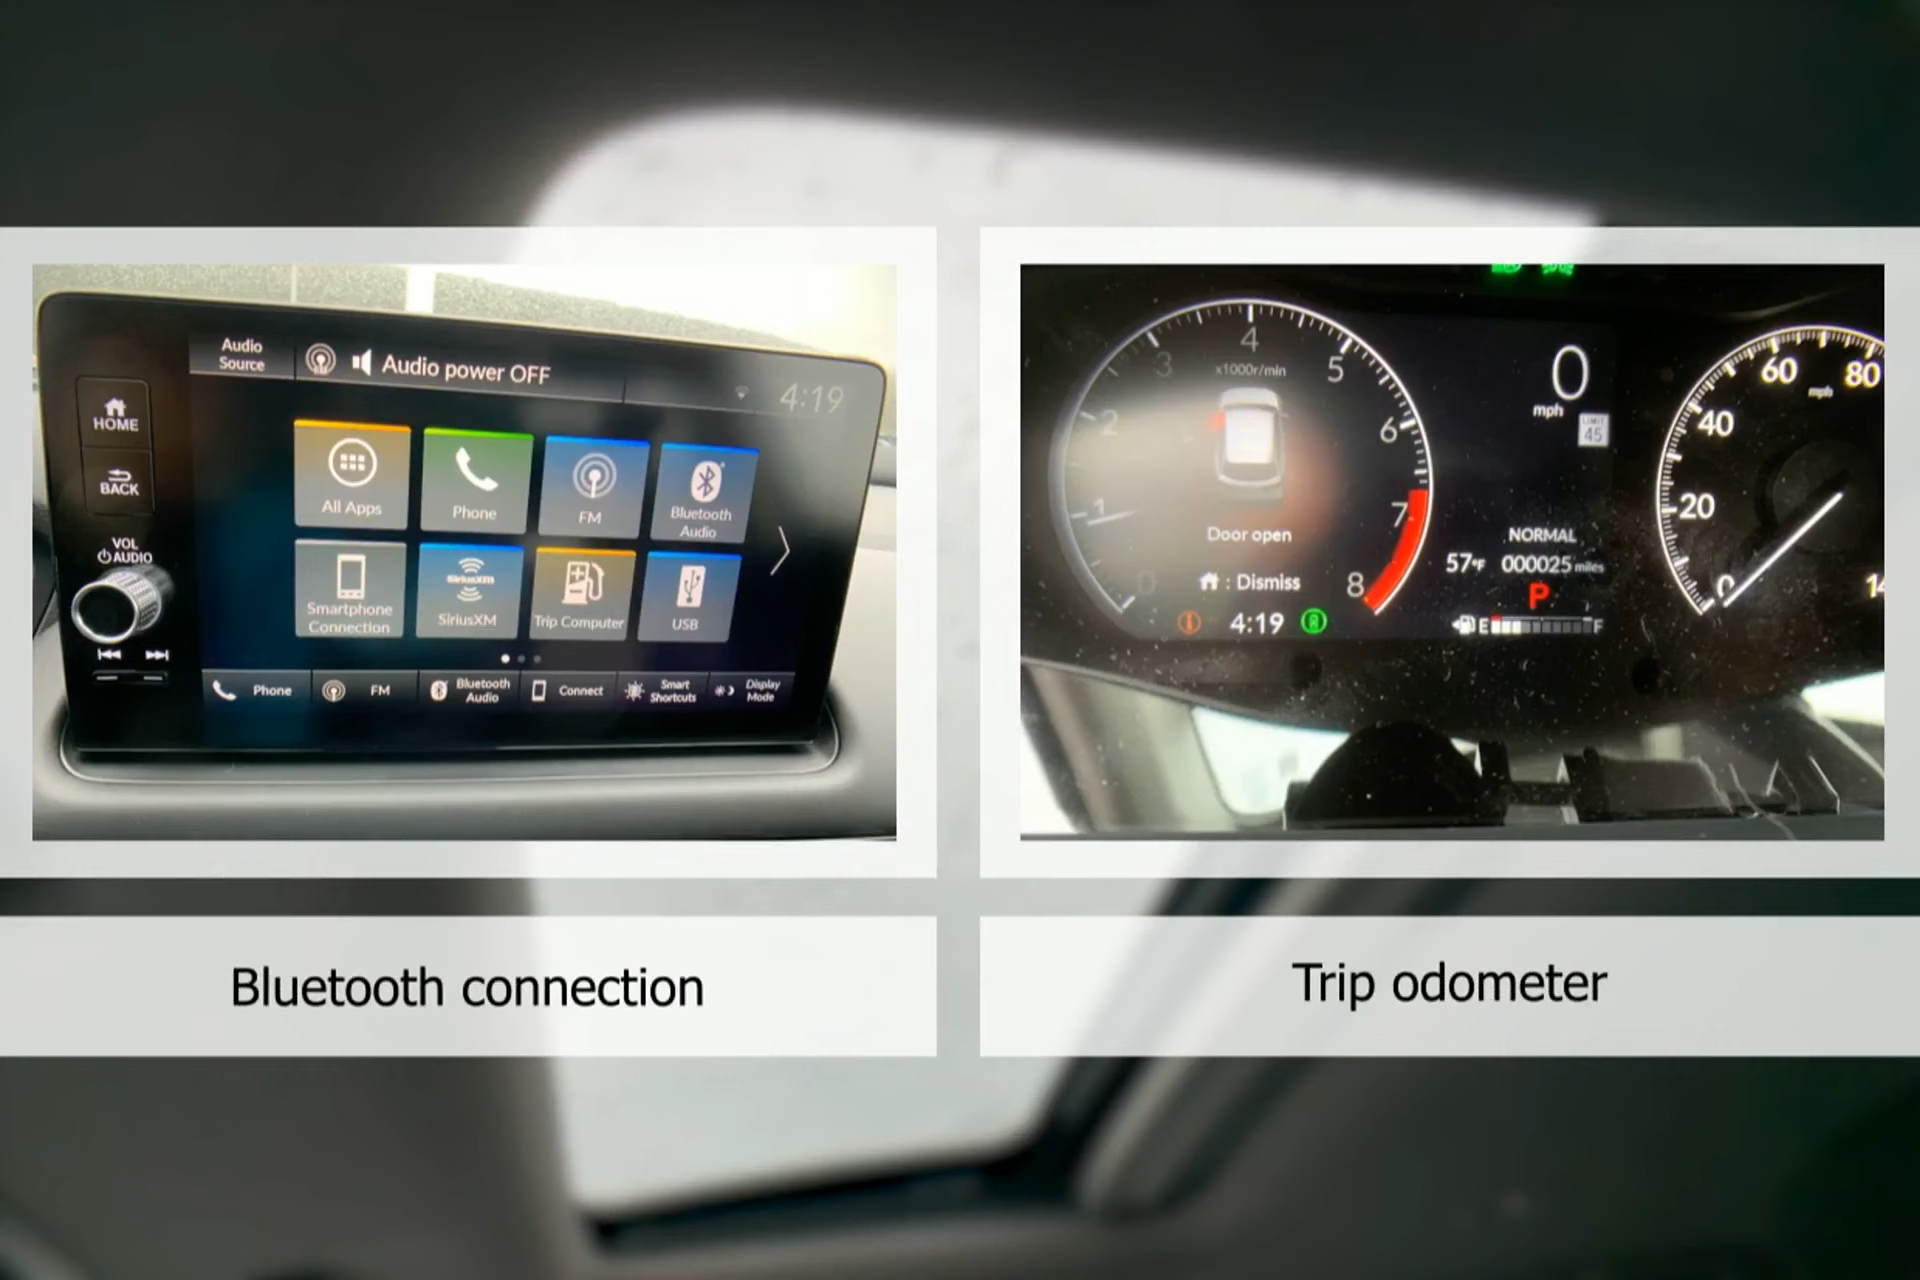 Audio
Source
Audio power OFF
4:19
HOME
BACK
VOL
AUDIO
All Apps
Phone
FM
Bluetooth
Audio
Smartphone
Connection
SiriusXM
SiriusXM
Trip Computer
USB
Phone
FM
Bluetooth
Audio
Connect
Smart
Shortcuts
Display
Mode
0 1 2 3 4 5 6 7 8
x1000r/min
Door open
: Dismiss
4:19
0
mph
LIMIT
45
NORMAL
57°F 000025 miles
P
E F
0 20 40 60 80
mph
Bluetooth connection
Trip odometer